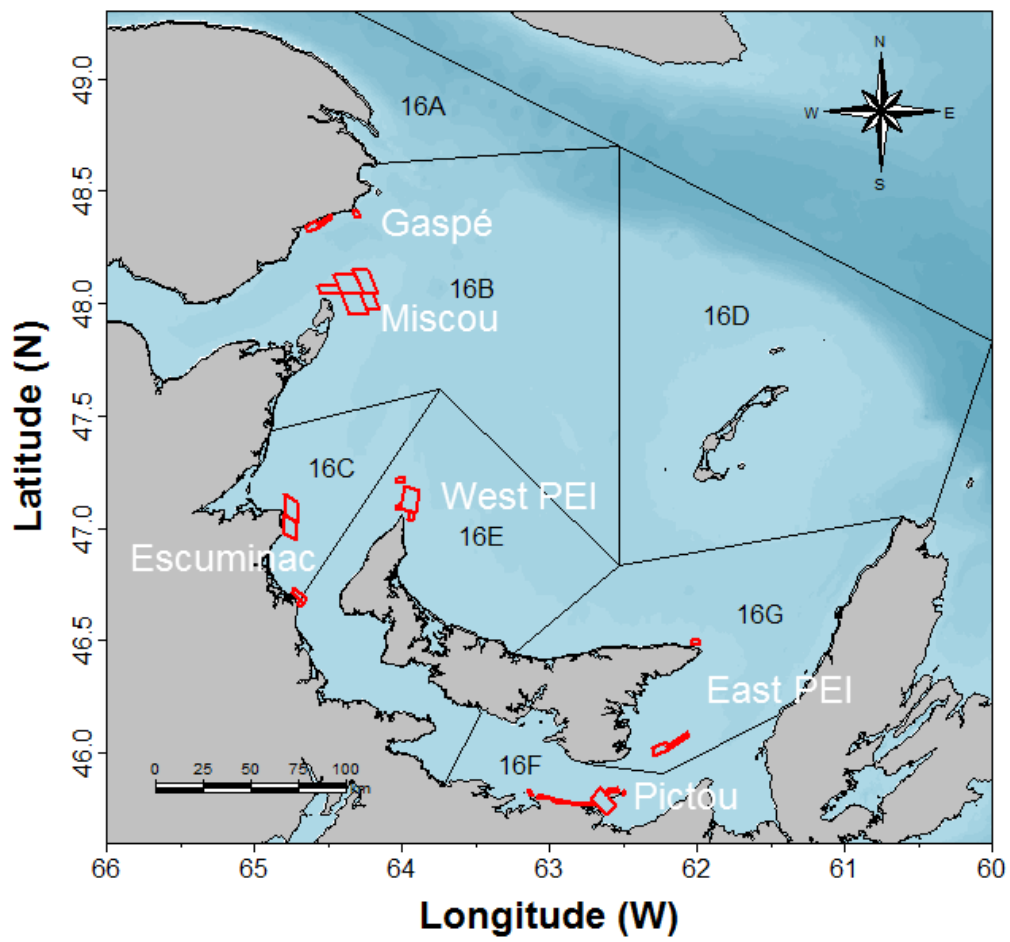 N
W E
S
16A
Gaspé
16B
Miscou
16D
16C
West PEI
16E
Escuminac
16G
East PEI
16F
Pictou
0 25 50 75 100
km
49.0
48.5
48.0
47.5
47.0
46.5
46.0
Latitude (N)
66 65 64 63 62 61 60
Longitude (W)